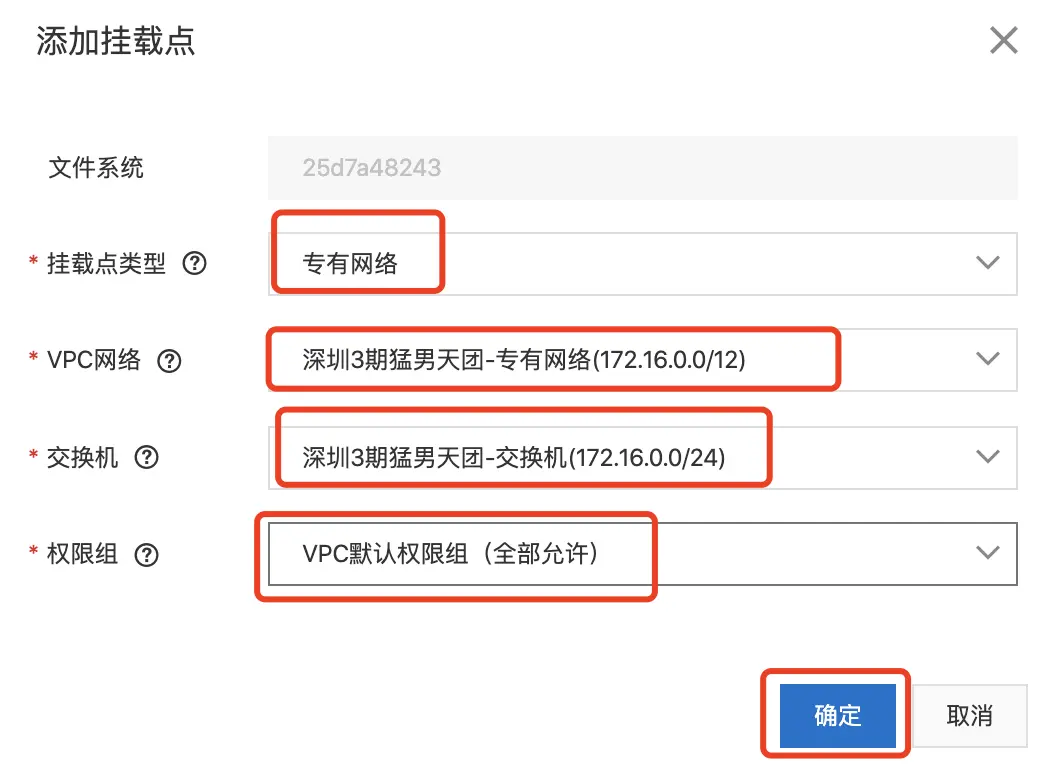 添加挂载点
文件系统 25d7a48243
* 挂载点类型 ? 专有网络
* VPC网络 ? 深圳3期猛男天团-专有网络(172.16.0.0/12)
* 交换机 ? 深圳3期猛男天团-交换机(172.16.0.0/24)
* 权限组 ? VPC默认权限组（全部允许）
确定 取消